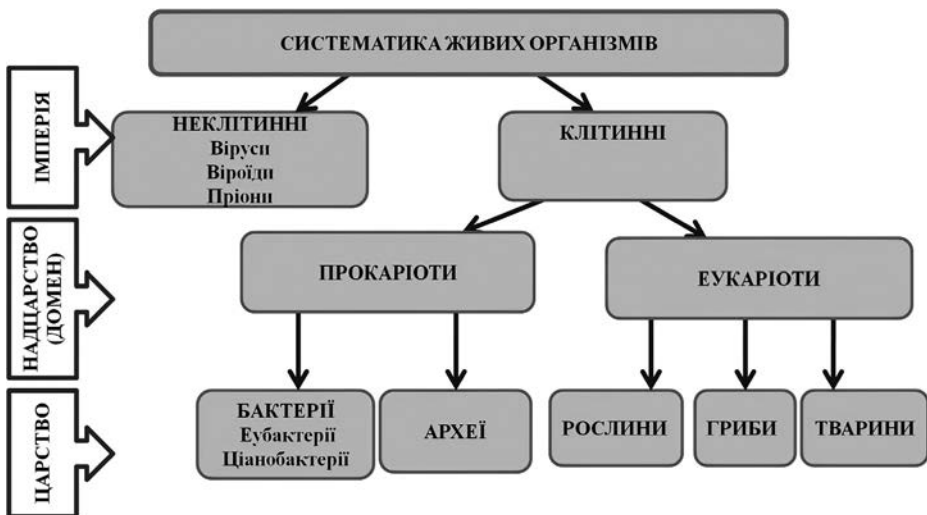 СИСТЕМАТИКА ЖИВИХ ОРГАНІЗМІВ
ІМПЕРІЯ
НЕКЛІТИННІ
Віруси
Віроїди
Пріони
КЛІТИННІ
НАДЦАРСТВО
(ДОМЕН)
ПРОКАРІОТИ
ЕУКАРІОТИ
ЦАРСТВО
БАКТЕРІЇ
Еубактерії
Ціанобактерії
АРХЕЇ
РОСЛИНИ
ГРИБИ
ТВАРИНИ